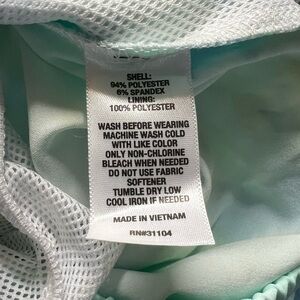 SHELL:
94% POLYESTER
6% SPANDEX
LINING:
100% POLYESTER
WASH BEFORE WEARING
MACHINE WASH COLD
WITH LIKE COLOR
ONLY NON-CHLORINE
BLEACH WHEN NEEDED
DO NOT USE FABRIC
SOFTENER
TUMBLE DRY LOW
COOL IRON IF NEEDED
MADE IN VIETNAM
RN#31104